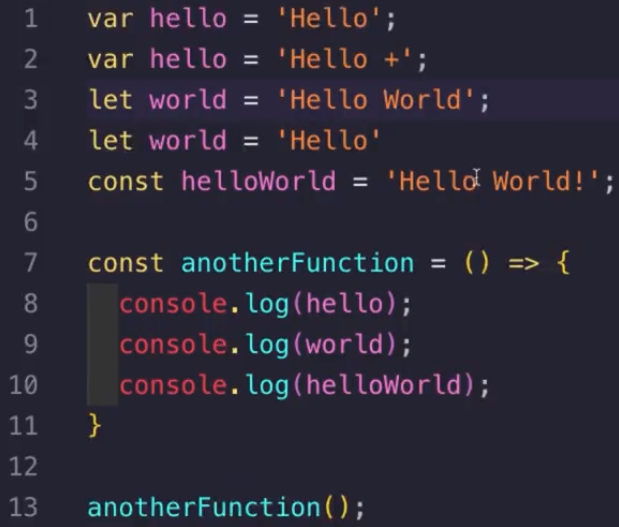 1 var hello = 'Hello';
2 var hello = 'Hello +';
3 let world = 'Hello World';
4 let world = 'Hello'
5 const helloWorld = 'Hello World!';
6
7 const anotherFunction = () => {
8 console.log(hello);
9 console.log(world);
10 console.log(helloWorld);
11 }
12
13 anotherFunction();